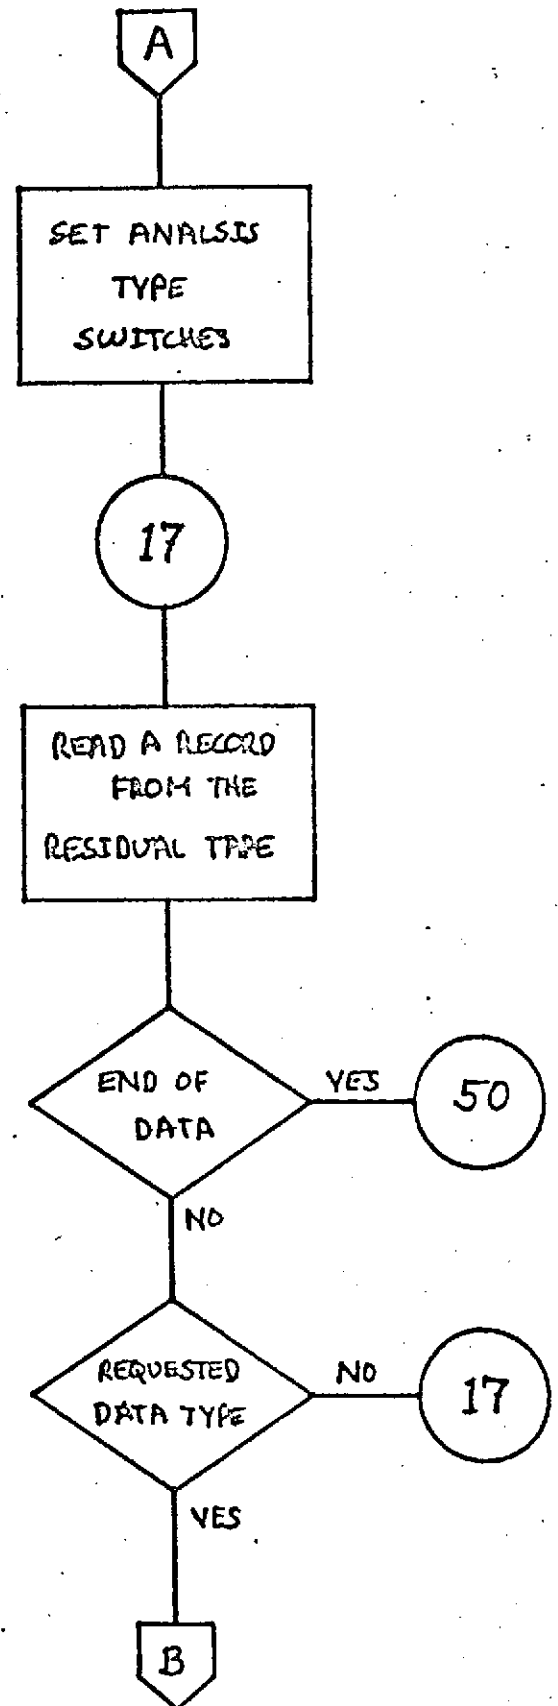 A
SET ANALSIS
TYPE
SWITCHES
17
READ A RECORD
FROM THE
RESIDUAL TAPE
END OF
DATA
YES
50
NO
REQUESTED
DATA TYPE
NO
17
YES
B